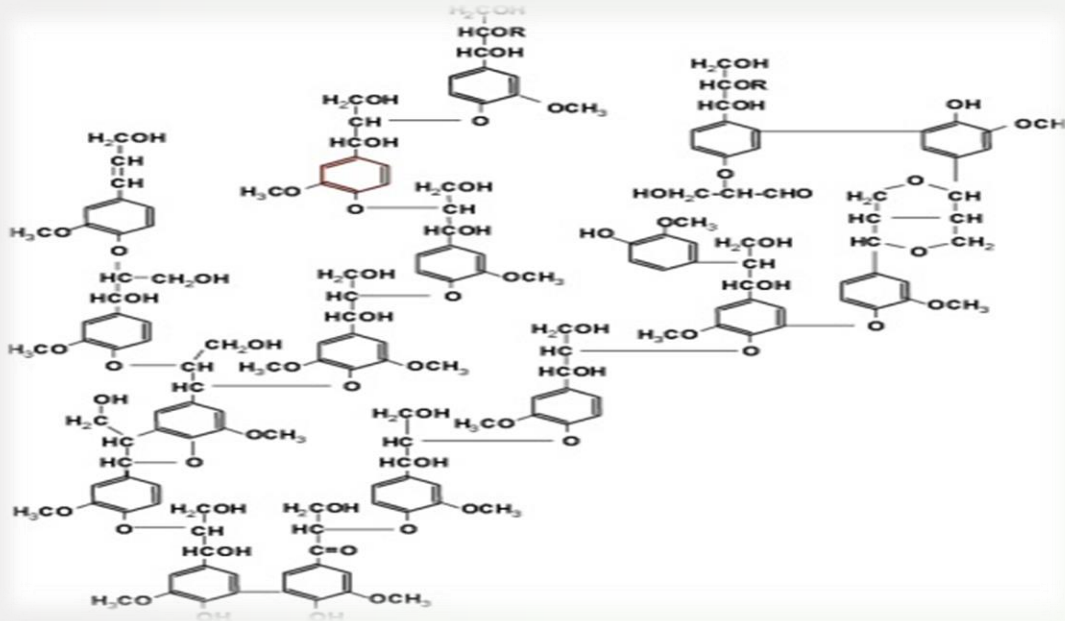 H₂COH
HCOR
HCOH
OCH₃
O
H₂COH
CH
HCOH
H₃CO
O
H₂COH
CH
HCOH
OCH₃
O
H₂COH
HC
HCOH
H₃CO
OCH₃
O
H₂COH
CH
CH
H₃CO
O
HC-CH₂OH
HCOH
H₃CO
O
CH₂OH
CH
HC
OCH₃
O
OH
H₂C
HC
HC
H₃CO
O
H₂COH
CH
HCOH
H₃CO
OH
H₂COH
HC
C=O
OCH₃
OH
O
H₂COH
HC
HCOH
OCH₃
O
H₂COH
HC
HCOH
H₃CO
O
H₂COH
CH
HCOH
H₃CO
HO
OCH₃
H₂COH
HCOR
HCOH
O
HOH₂C-CH-CHO
OH
OCH
O
H₂C
CH
HC
CH
HC
O
CH₂
OCH₃
O